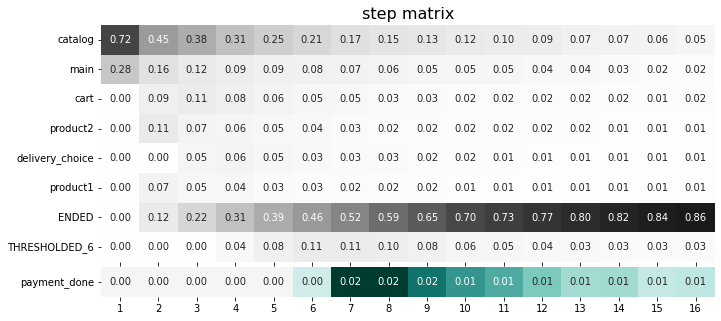 step matrix
catalog 0.72 0.45 0.38 0.31 0.25 0.21 0.17 0.15 0.13 0.12 0.10 0.09 0.07 0.07 0.06 0.05
main 0.28 0.16 0.12 0.09 0.09 0.08 0.07 0.06 0.05 0.05 0.05 0.04 0.04 0.03 0.02 0.02
cart 0.00 0.09 0.11 0.08 0.06 0.05 0.05 0.03 0.03 0.02 0.02 0.02 0.02 0.02 0.01 0.02
product2 0.00 0.11 0.07 0.06 0.05 0.04 0.03 0.02 0.02 0.02 0.02 0.02 0.02 0.01 0.01 0.01
delivery_choice 0.00 0.00 0.05 0.06 0.05 0.03 0.03 0.03 0.02 0.02 0.01 0.01 0.01 0.01 0.01 0.01
product1 0.00 0.07 0.05 0.04 0.03 0.03 0.02 0.02 0.01 0.01 0.01 0.01 0.01 0.01 0.01 0.01
ENDED 0.00 0.12 0.22 0.31 0.39 0.46 0.52 0.59 0.65 0.70 0.73 0.77 0.80 0.82 0.84 0.86
THRESHOLDED_6 0.00 0.00 0.00 0.04 0.08 0.11 0.11 0.10 0.08 0.06 0.05 0.04 0.03 0.03 0.03 0.03
payment_done 0.00 0.00 0.00 0.00 0.00 0.00 0.02 0.02 0.02 0.01 0.01 0.01 0.01 0.01 0.01 0.01
1 2 3 4 5 6 7 8 9 10 11 12 13 14 15 16